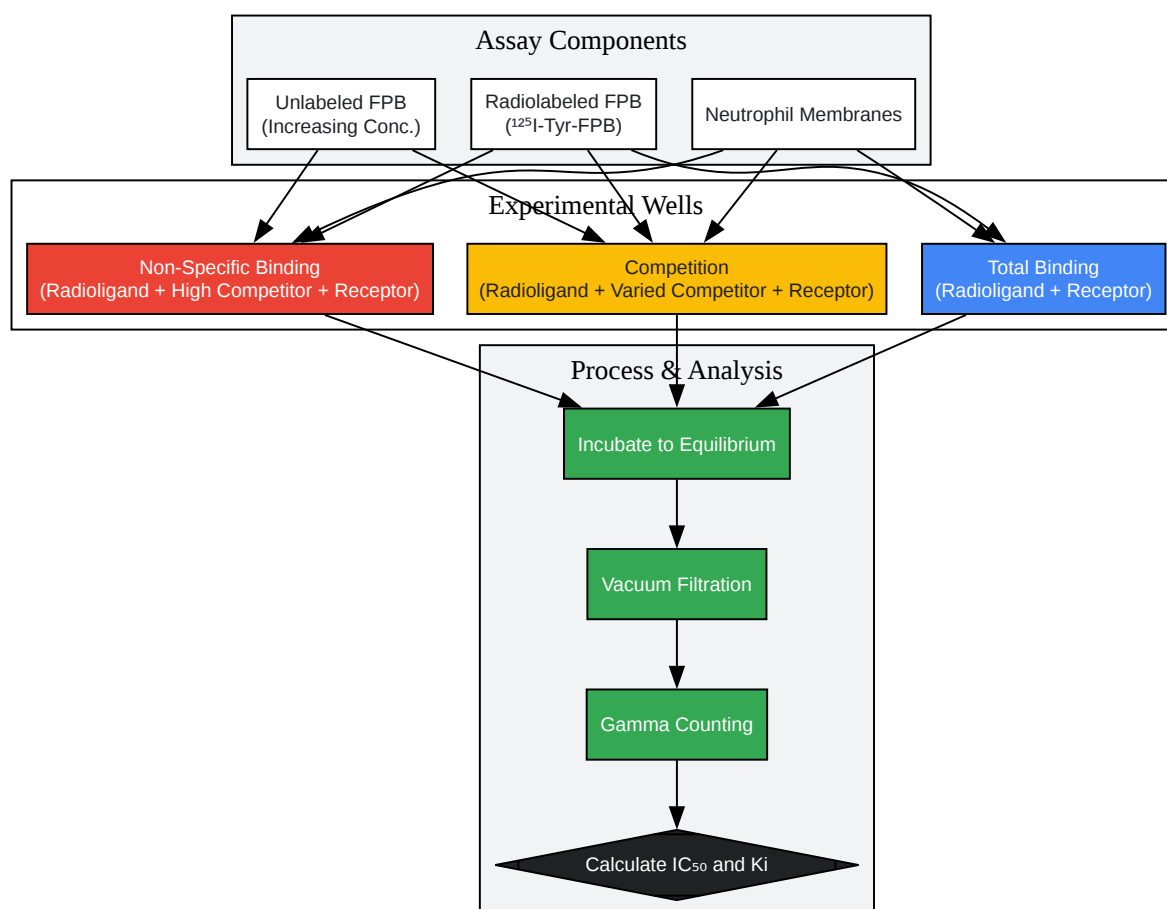 Assay Components
Unlabeled FPB
(Increasing Conc.)
Radiolabeled FPB
(¹²⁵I-Tyr-FPB)
Neutrophil Membranes
Experimental Wells
Non-Specific Binding
(Radioligand + High Competitor + Receptor)
Competition
(Radioligand + Varied Competitor + Receptor)
Total Binding
(Radioligand + Receptor)
Process & Analysis
Incubate to Equilibrium
Vacuum Filtration
Gamma Counting
Calculate IC₅₀ and Ki